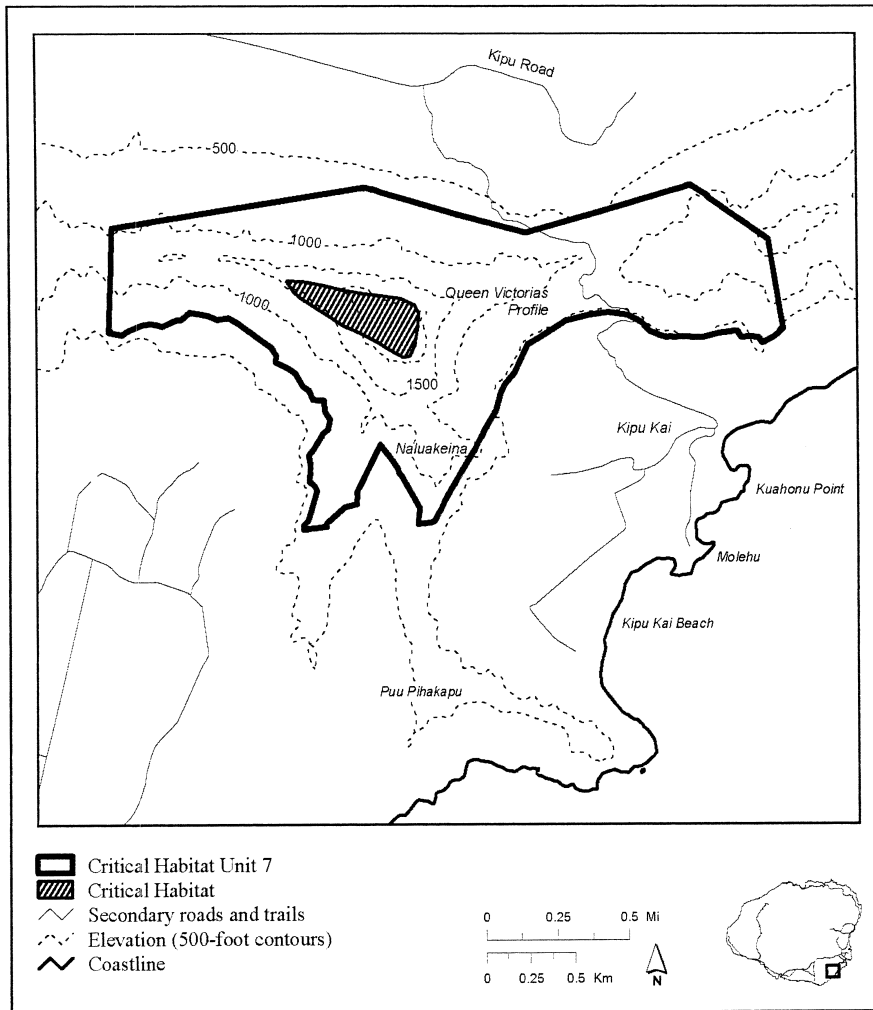 Kipu Road
500
1000
1000
Queen Victorias
Profile
1500
Kipu Kai
Naluakeina
Kuahonu Point
Molehu
Kipu Kai Beach
Puu Pihakapu
Critical Habitat Unit 7
Critical Habitat
Secondary roads and trails
Elevation (500-foot contours)
Coastline
0 0.25 0.5 Mi
0 0.25 0.5 Km
N